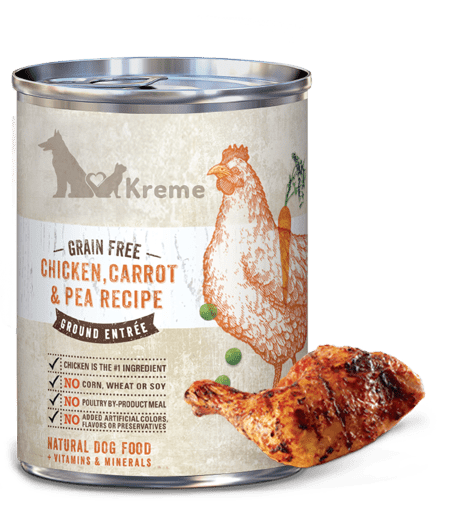 Kreme
GRAIN FREE
CHICKEN, CARROT
& PEA RECIPE
GROUND ENTRÉE
CHICKEN IS THE #1 INGREDIENT
NO CORN, WHEAT OR SOY
NO POULTRY BY-PRODUCT MEAL
NO ADDED ARTIFICIAL COLORS,
FLAVORS OR PRESERVATIVES
NATURAL DOG FOOD
+ VITAMINS & MINERALS